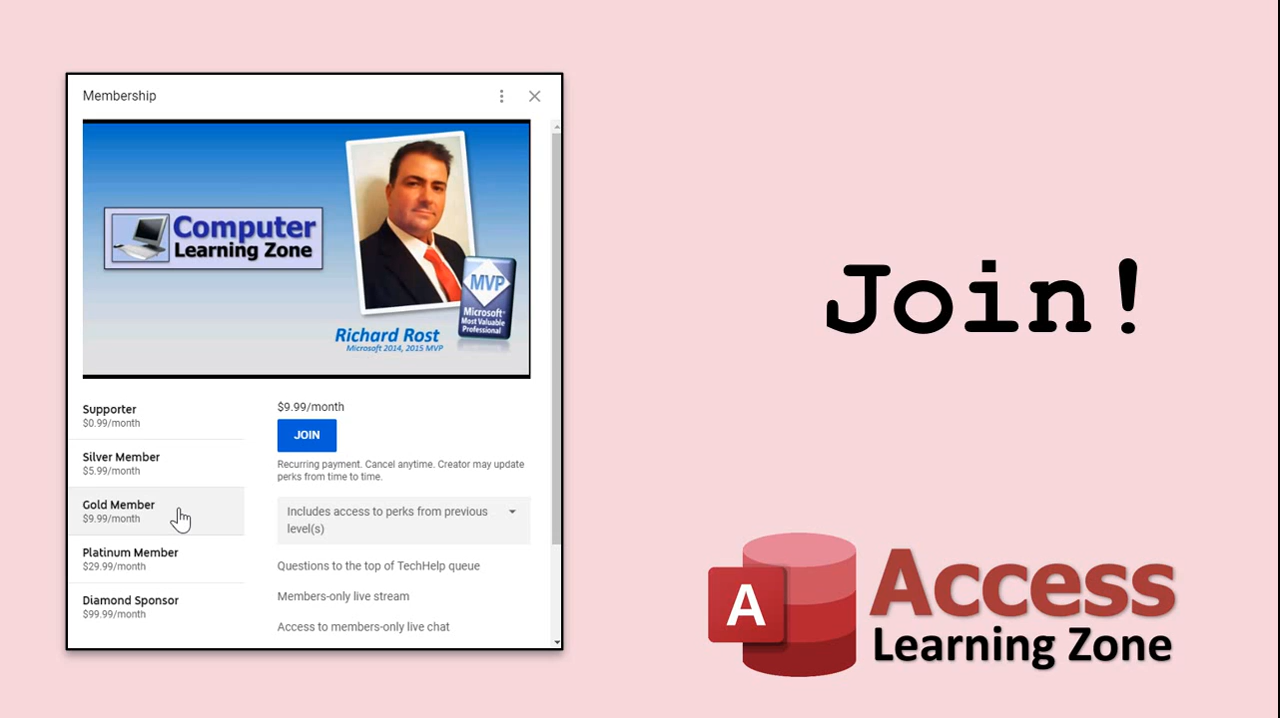 Membership
Computer
Learning Zone
MVP
Microsoft®
Most Valuable
Professional
Richard Rost
Microsoft 2014, 2015 MVP
Supporter
$0.99/month
Silver Member
$5.99/month
Gold Member
$9.99/month
Platinum Member
$29.99/month
Diamond Sponsor
$99.99/month
$9.99/month
JOIN
Recurring payment. Cancel anytime. Creator may update
perks from time to time.
Includes access to perks from previous
level(s)
Questions to the top of TechHelp queue
Members-only live stream
Access to members-only live chat
Join!
A
Access
Learning Zone